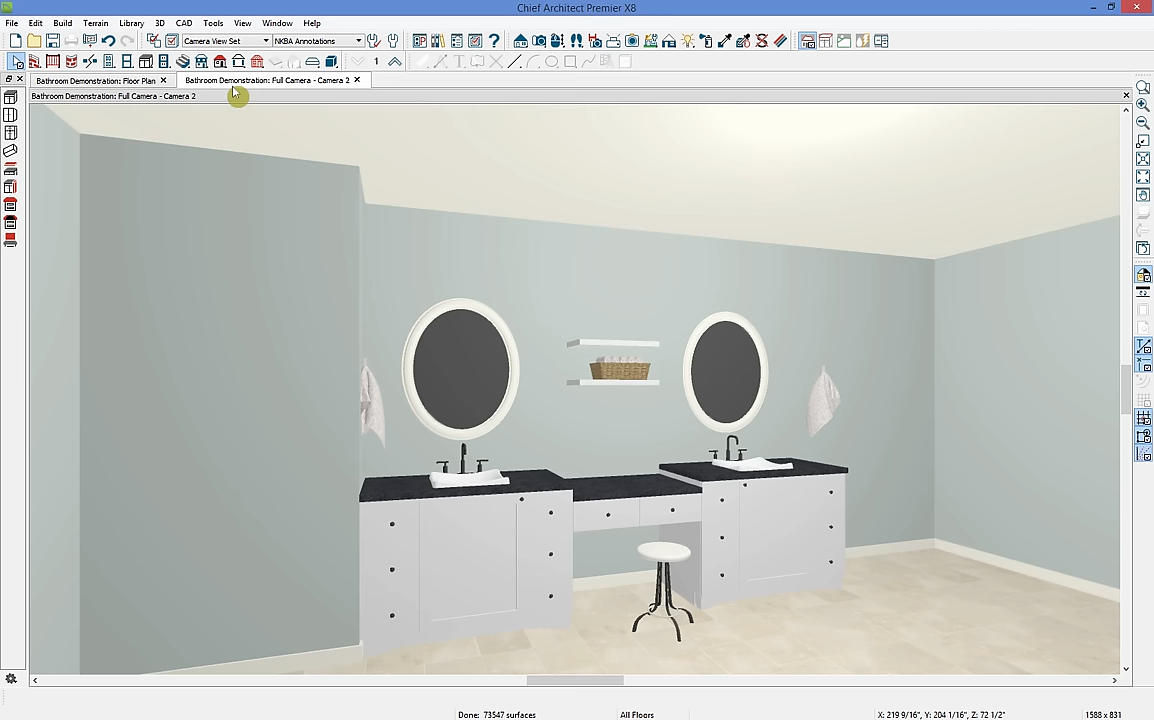 Chief Architect Premier X8
File Edit Build Terrain Library 3D CAD Tools View Window Help
Camera View Set NKBA Annotations
1
Bathroom Demonstration: Floor Plan Bathroom Demonstration: Full Camera - Camera 2
Bathroom Demonstration: Full Camera - Camera 2
Done: 73547 surfaces All Floors X: 219 9/16", Y: 204 1/16", Z: 72 1/2" 1588 x 831